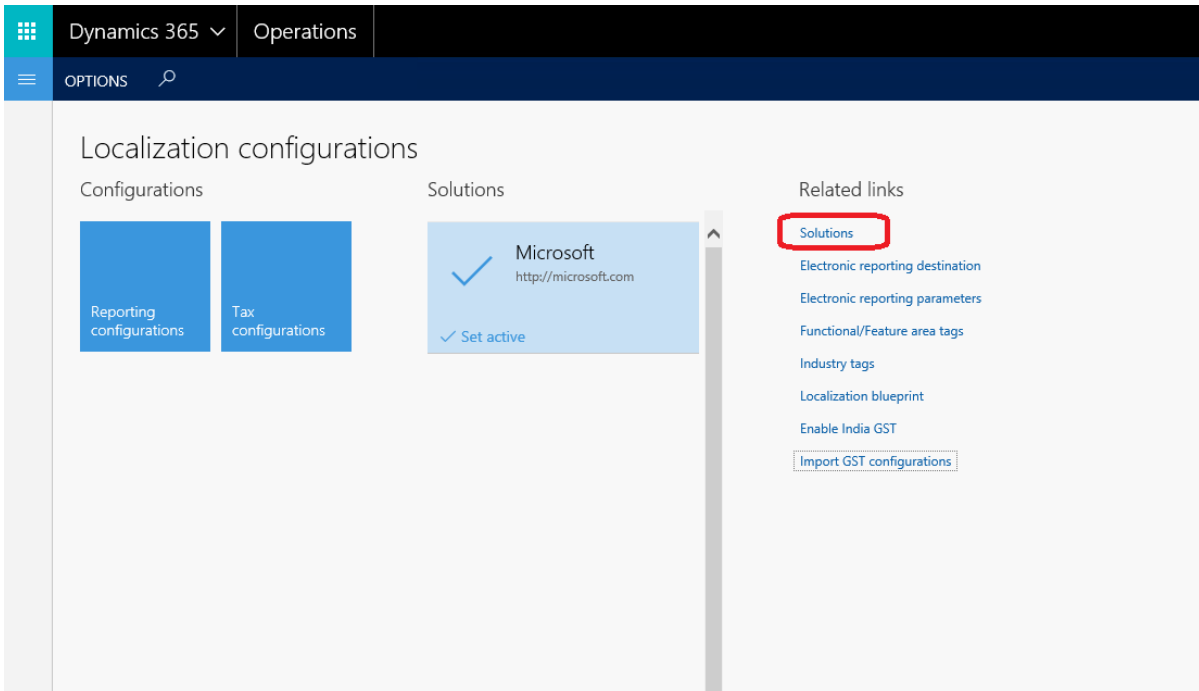 Dynamics 365 Operations
OPTIONS
Localization configurations
Configurations
Reporting
configurations
Tax
configurations
Solutions
Microsoft
http://microsoft.com
Set active
Related links
Solutions
Electronic reporting destination
Electronic reporting parameters
Functional/Feature area tags
Industry tags
Localization blueprint
Enable India GST
Import GST configurations